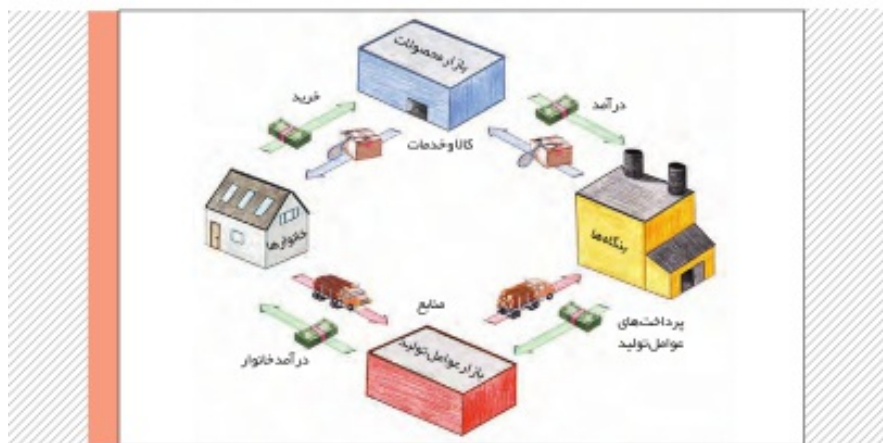 بازار محصولات
خرید
درآمد
کالا و خدمات
خانوارها
بنگاه‌ها
منابع
پرداخت‌های
عوامل تولید
درآمد خانوار
بازار عوامل تولید